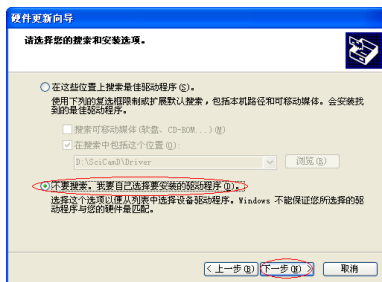 硬件更新向导
请选择您的搜索和安装选项。
在这些位置上搜索最佳驱动程序(S)。
使用下列的复选框限制或扩展默认搜索，包括本机路径和可移动媒体。会安装找
到的最佳驱动程序。
搜索可移动媒体(软盘、CD-ROM...)(M)
在搜索中包括这个位置(O):
D:\SciCamD\Driver
浏览(R)
不要搜索。我要自己选择要安装的驱动程序(D)。
选择这个选项以便从列表中选择设备驱动程序。Windows 不能保证您所选择的驱
动程序与您的硬件最匹配。
< 上一步(B)
下一步(N) >
取消